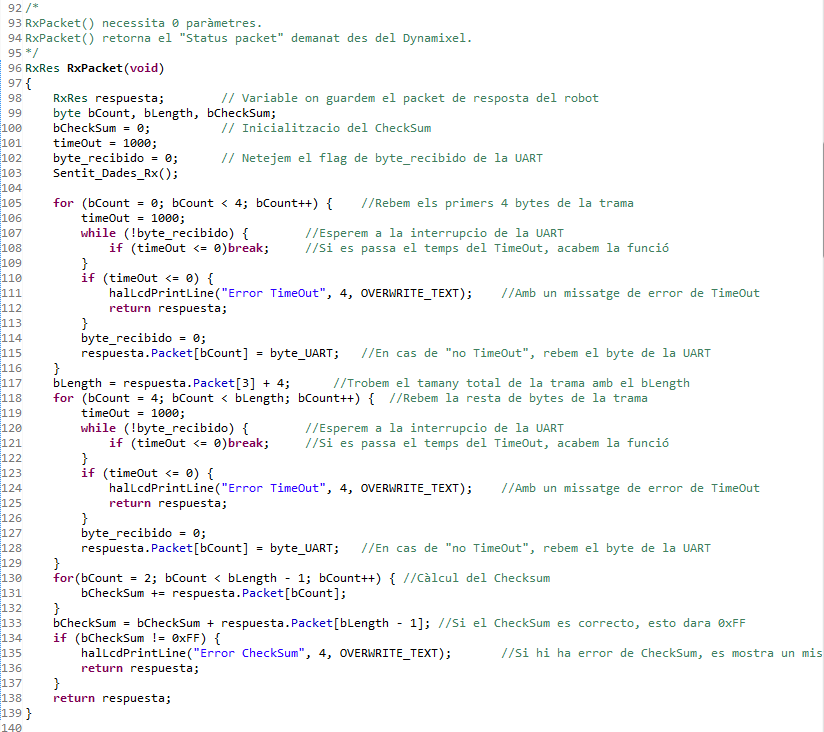 92 /*
93 RxPacket() necessita 0 paràmetres.
94 RxPacket() retorna el "Status packet" demanat des del Dynamixel.
95 */
96 RxRes RxPacket(void)
97 {
98     RxRes respuesta;        // Variable on guardem el packet de resposta del robot
99     byte bCount, bLength, bCheckSum;
100     bCheckSum = 0;          // Inicialitzacio del CheckSum
101     timeOut = 1000;
102     byte_recibido = 0;      // Netejem el flag de byte_recibido de la UART
103     Sentit_Dades_Rx();
104
105     for (bCount = 0; bCount < 4; bCount++) {    //Rebem els primers 4 bytes de la trama
106         timeOut = 1000;
107         while (!byte_recibido) {        //Esperem a la interrupcio de la UART
108             if (timeOut <= 0)break;     //Si es passa el temps del TimeOut, acabem la funció
109         }
110         if (timeOut <= 0) {
111             halLcdPrintLine("Error TimeOut", 4, OVERWRITE_TEXT);    //Amb un missatge de error de TimeOut
112             return respuesta;
113         }
114         byte_recibido = 0;
115         respuesta.Packet[bCount] = byte_UART;   //En cas de "no TimeOut", rebem el byte de la UART
116     }
117     bLength = respuesta.Packet[3] + 4;      //Trobem el tamany total de la trama amb el bLength
118     for (bCount = 4; bCount < bLength; bCount++) {  //Rebem la resta de bytes de la trama
119         timeOut = 1000;
120         while (!byte_recibido) {        //Esperem a la interrupcio de la UART
121             if (timeOut <= 0)break;     //Si es passa el temps del TimeOut, acabem la funció
122         }
123         if (timeOut <= 0) {
124             halLcdPrintLine("Error TimeOut", 4, OVERWRITE_TEXT);    //Amb un missatge de error de TimeOut
125             return respuesta;
126         }
127         byte_recibido = 0;
128         respuesta.Packet[bCount] = byte_UART;   //En cas de "no TimeOut", rebem el byte de la UART
129     }
130     for(bCount = 2; bCount < bLength - 1; bCount++) { //Càlcul del Checksum
131         bCheckSum += respuesta.Packet[bCount];
132     }
133     bCheckSum = bCheckSum + respuesta.Packet[bLength - 1]; //Si el CheckSum es correcto, esto dara 0xFF
134     if (bCheckSum != 0xFF) {
135         halLcdPrintLine("Error CheckSum", 4, OVERWRITE_TEXT);       //Si hi ha error de CheckSum, es mostra un mis
136         return respuesta;
137     }
138     return respuesta;
139 }
140